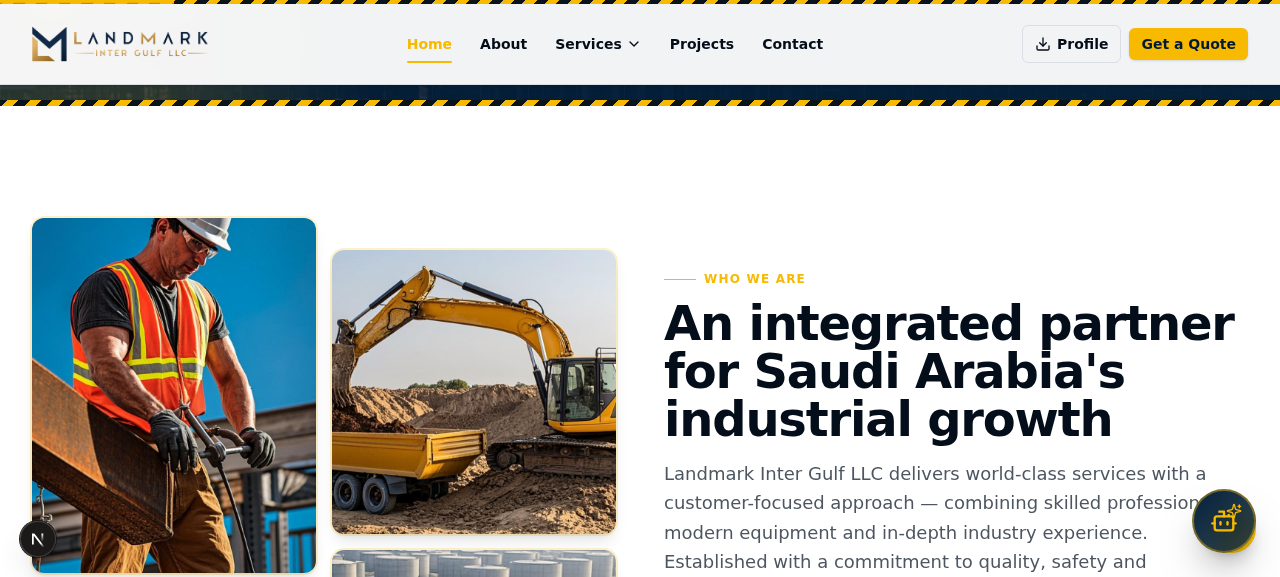 LANDMARK
INTER GULF LLC
Home
About
Services
Projects
Contact
Profile
Get a Quote
WHO WE ARE
An integrated partner
for Saudi Arabia's
industrial growth
Landmark Inter Gulf LLC delivers world-class services with a
customer-focused approach — combining skilled
modern equipment and in-depth industry experience.
Established with a commitment to quality, safety and
N